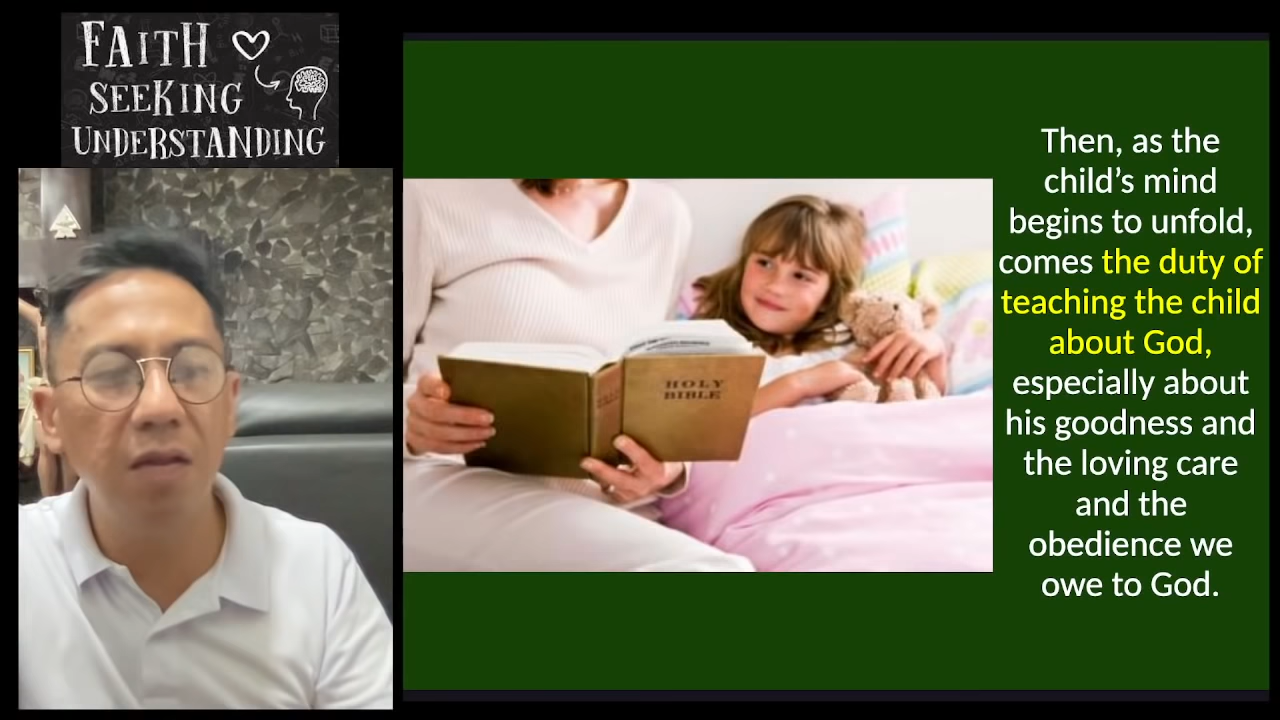 FAITH
SEEKING
UNDERSTANDING
HOLY
BIBLE
Then, as the
child’s mind
begins to unfold,
comes the duty of
teaching the child
about God,
especially about
his goodness and
the loving care
and the
obedience we
owe to God.